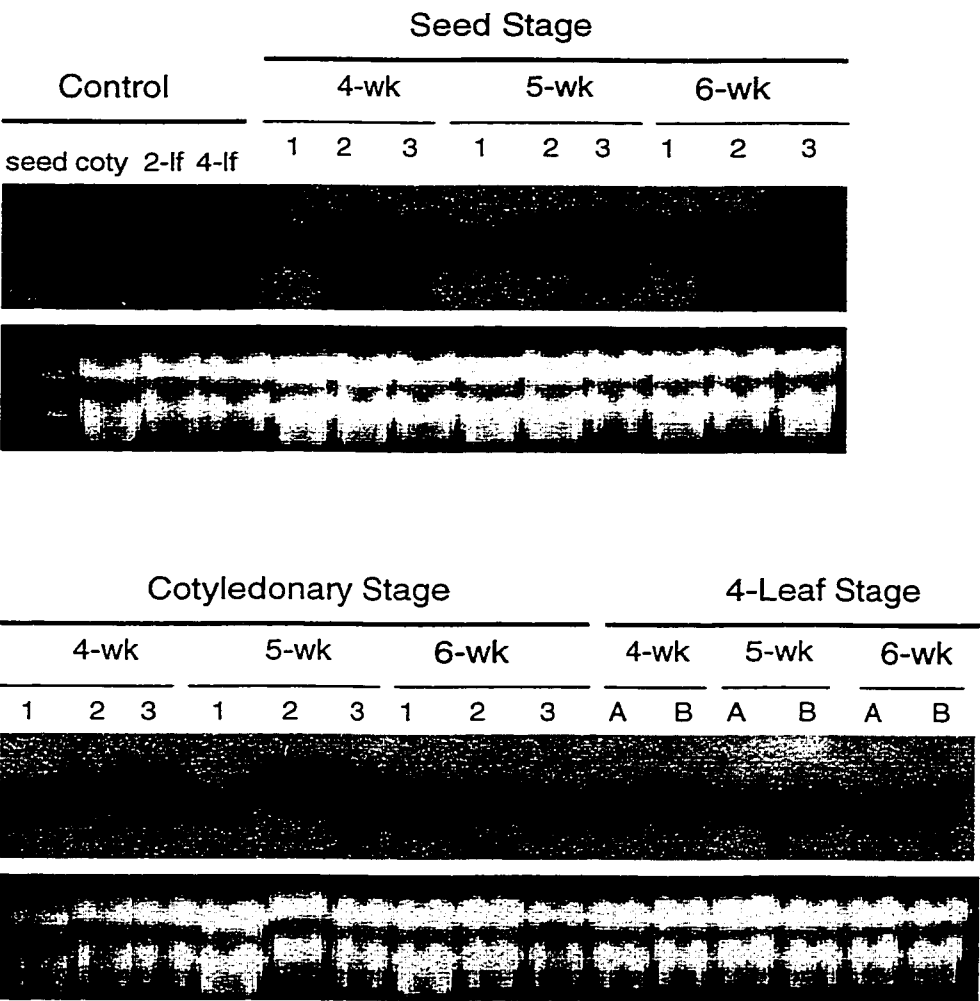 Seed Stage
Control 4-wk 5-wk 6-wk
seed coty 2-lf 4-lf 1 2 3 1 2 3 1 2 3
Cotyledonary Stage 4-Leaf Stage
4-wk 5-wk 6-wk 4-wk 5-wk 6-wk
1 2 3 1 2 3 1 2 3 A B A B A B